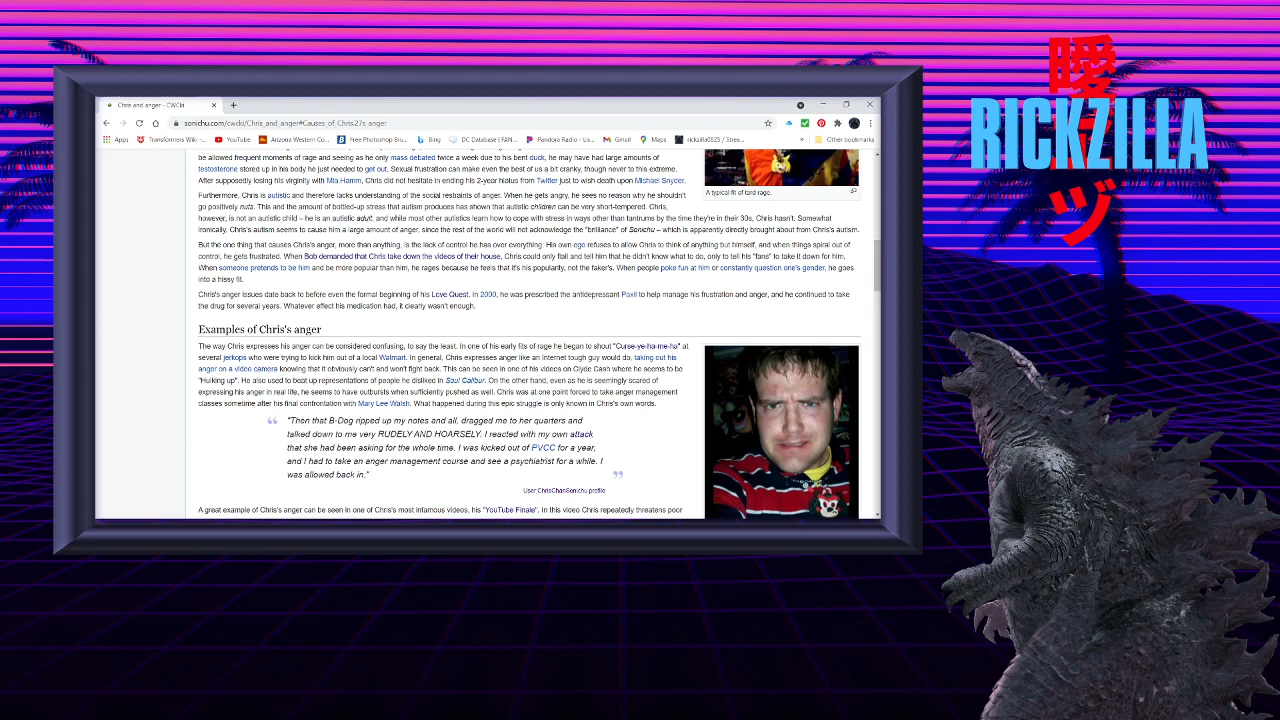 Chris and anger - CWCki
sonichu.com/cwcki/Chris_and_anger#Causes_of_Chris.27s_anger
Apps Transformers Wiki -... YouTube Arizona Western Co... Free Photoshop Bru... Bing DC Database | FAN... Pandora Radio - Lis... Gmail Maps rickzilla0825 / Stree... » Other bookmarks
be allowed frequent moments of rage and seeing as he only mass debated twice a week due to his bent duck, he may have had large amounts of
testosterone stored up in his body he just needed to get out. Sexual frustration can make even the best of us a bit cranky, though never to this extreme.
After supposedly losing his virginity with Mia Hamm, Chris did not hesitate in ending his 2-year hiatus from Twitter just to wish death upon Michael Snyder.
A typical fit of tard rage.
Furthermore, Chris is autistic and therefore lacks understanding of the social restraints of anger. When he gets angry, he sees no reason why he shouldn't
go positively nuts. This and the amount of bottled-up stress that autism produces has shown that autistic children can be very short-tempered. Chris,
however, is not an autistic child – he is an autistic adult, and while most other autistics learn how to cope with stress in ways other than tantrums by the time they're in their 30s, Chris hasn't. Somewhat
ironically, Chris's autism seems to cause him a large amount of anger, since the rest of the world will not acknowledge the "brilliance" of Sonichu – which is apparently directly brought about from Chris's autism.
But the one thing that causes Chris's anger, more than anything, is the lack of control he has over everything. His own ego refuses to allow Chris to think of anything but himself, and when things spiral out of
control, he gets frustrated. When Bob demanded that Chris take down the videos of their house, Chris could only flail and tell him that he didn't know what to do, only to tell his "fans" to take it down for him.
When someone pretends to be him and be more popular than him, he rages because he feels that it's his popularity, not the faker's. When people poke fun at him or constantly question one's gender, he goes
into a hissy fit.
Chris's anger issues date back to before even the formal beginning of his Love Quest. In 2000, he was prescribed the antidepressant Paxil to help manage his frustration and anger, and he continued to take
the drug for several years. Whatever effect his medication had, it clearly wasn't enough.
Examples of Chris's anger
The way Chris expresses his anger can be considered confusing, to say the least. In one of his early fits of rage he began to shout "Curse-ye-ha-me-ha" at
several jerkops who were trying to kick him out of a local Walmart. In general, Chris expresses anger like an Internet tough guy would do, taking out his
anger on a video camera knowing that it obviously can't and won't fight back. This can be seen in one of his videos on Clyde Cash where he seems to be
"Hulking up". He also used to beat up representations of people he disliked in Soul Calibur. On the other hand, even as he is seemingly scared of
expressing his anger in real life, he seems to have outbursts when sufficiently pushed as well. Chris was at one point forced to take anger management
classes sometime after his final confrontation with Mary Lee Walsh. What happened during this epic struggle is only known in Chris's own words.
"Then that B-Dog ripped up my notes and all, dragged me to her quarters and
talked down to me very RUDELY AND HOARSELY. I reacted with my own attack
that she had been asking for the whole time. I was kicked out of PVCC for a year,
and I had to take an anger management course and see a psychiatrist for a while. I
was allowed back in."
User:ChrisChanSonichu profile
A great example of Chris's anger can be seen in one of Chris's most infamous videos, his "YouTube Finale". In this video Chris repeatedly threatens poor
RICKZILLA